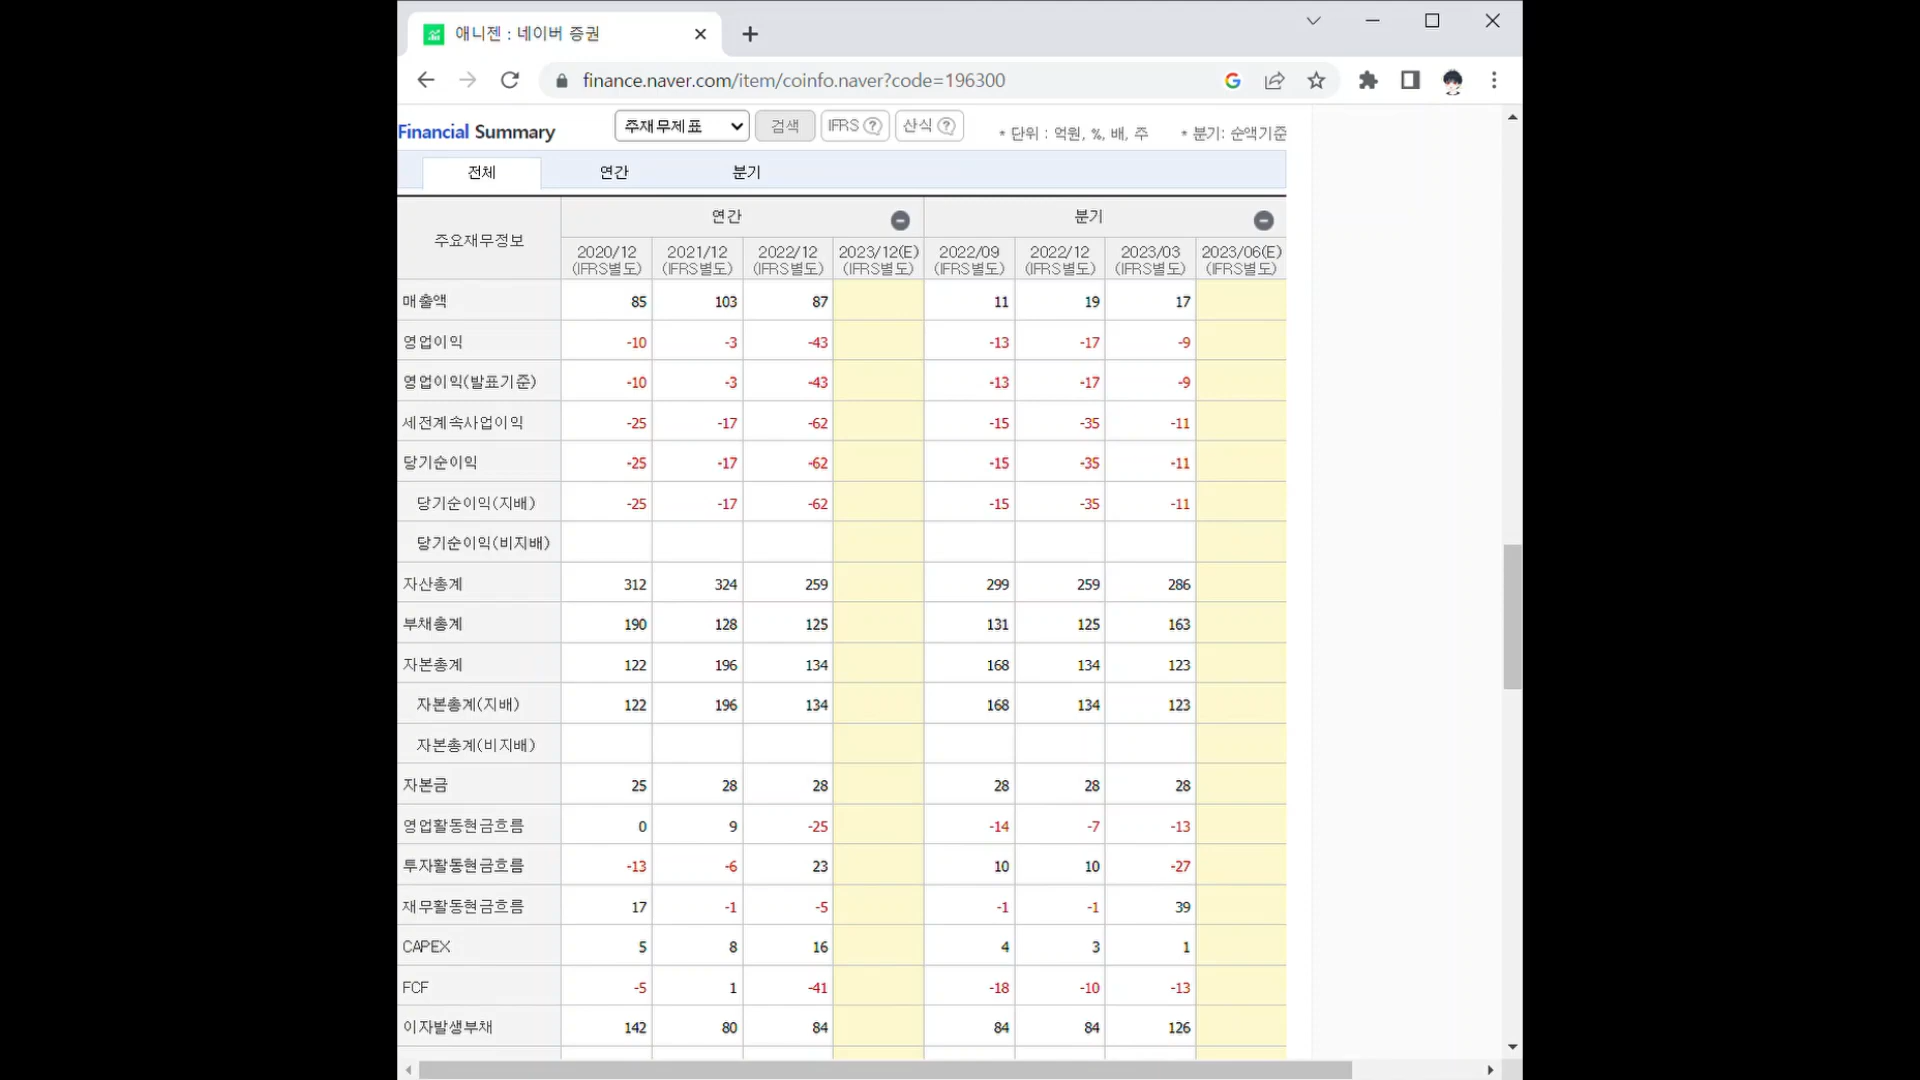 애니젠 : 네이버 증권
finance.naver.com/item/coinfo.naver?code=196300
Financial Summary 주재무제표 검색 IFRS ? 산식 ? * 단위 : 억원, %, 배, 주 * 분기: 순액기준
전체 연간 분기
주요재무정보 연간 분기
2020/12 2021/12 2022/12 2023/12(E) 2022/09 2022/12 2023/03 2023/06(E)
(IFRS별도) (IFRS별도) (IFRS별도) (IFRS별도) (IFRS별도) (IFRS별도) (IFRS별도) (IFRS별도)
매출액 85 103 87 11 19 17
영업이익 -10 -3 -43 -13 -17 -9
영업이익(발표기준) -10 -3 -43 -13 -17 -9
세전계속사업이익 -25 -17 -62 -15 -35 -11
당기순이익 -25 -17 -62 -15 -35 -11
당기순이익(지배) -25 -17 -62 -15 -35 -11
당기순이익(비지배)
자산총계 312 324 259 299 259 286
부채총계 190 128 125 131 125 163
자본총계 122 196 134 168 134 123
자본총계(지배) 122 196 134 168 134 123
자본총계(비지배)
자본금 25 28 28 28 28 28
영업활동현금흐름 0 9 -25 -14 -7 -13
투자활동현금흐름 -13 -6 23 10 10 -27
재무활동현금흐름 17 -1 -5 -1 -1 39
CAPEX 5 8 16 4 3 1
FCF -5 1 -41 -18 -10 -13
이자발생부채 142 80 84 84 84 126